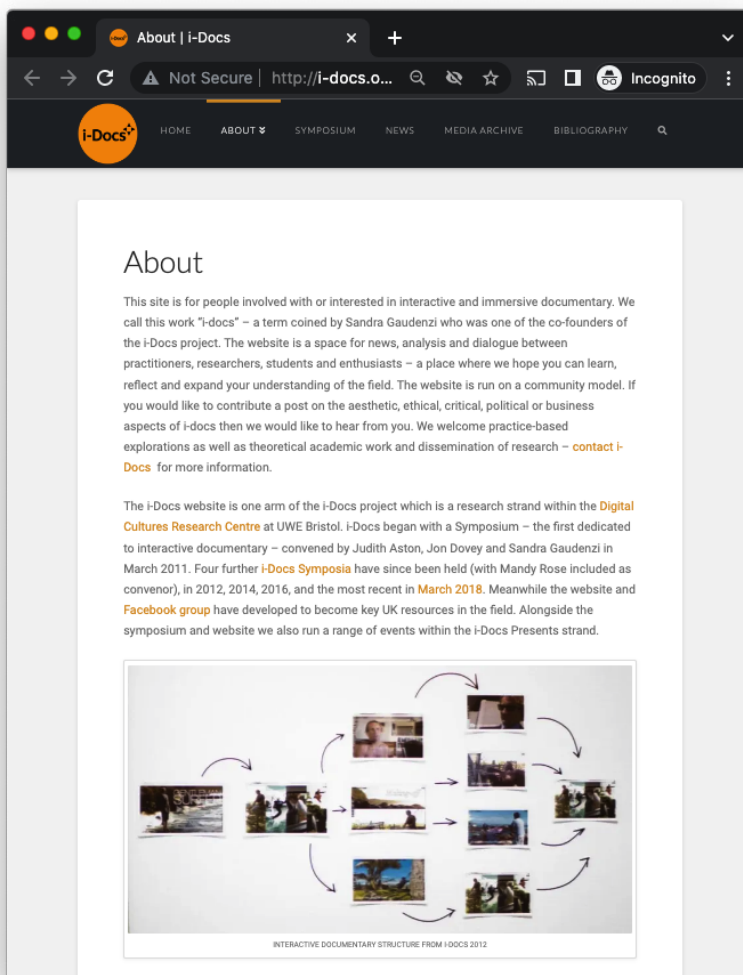 About | i-Docs
Not Secure
http://i-docs.o...
Incognito
i-Docs
HOME
ABOUT
SYMPOSIUM
NEWS
MEDIA ARCHIVE
BIBLIOGRAPHY
About
This site is for people involved with or interested in interactive and immersive documentary. We
call this work "i-docs" – a term coined by Sandra Gaudenzi who was one of the co-founders of
the i-Docs project. The website is a space for news, analysis and dialogue between
practitioners, researchers, students and enthusiasts – a place where we hope you can learn,
reflect and expand your understanding of the field. The website is run on a community model. If
you would like to contribute a post on the aesthetic, ethical, critical, political or business
aspects of i-docs then we would like to hear from you. We welcome practice-based
explorations as well as theoretical academic work and dissemination of research – contact i-
Docs for more information.
The i-Docs website is one arm of the i-Docs project which is a research strand within the Digital
Cultures Research Centre at UWE Bristol. i-Docs began with a Symposium – the first dedicated
to interactive documentary – convened by Judith Aston, Jon Dovey and Sandra Gaudenzi in
March 2011. Four further i-Docs Symposia have since been held (with Mandy Rose included as
convenor), in 2012, 2014, 2016, and the most recent in March 2018. Meanwhile the website and
Facebook group have developed to become key UK resources in the field. Alongside the
symposium and website we also run a range of events within the i-Docs Presents strand.
INTERACTIVE DOCUMENTARY STRUCTURE FROM I-DOCS 2012